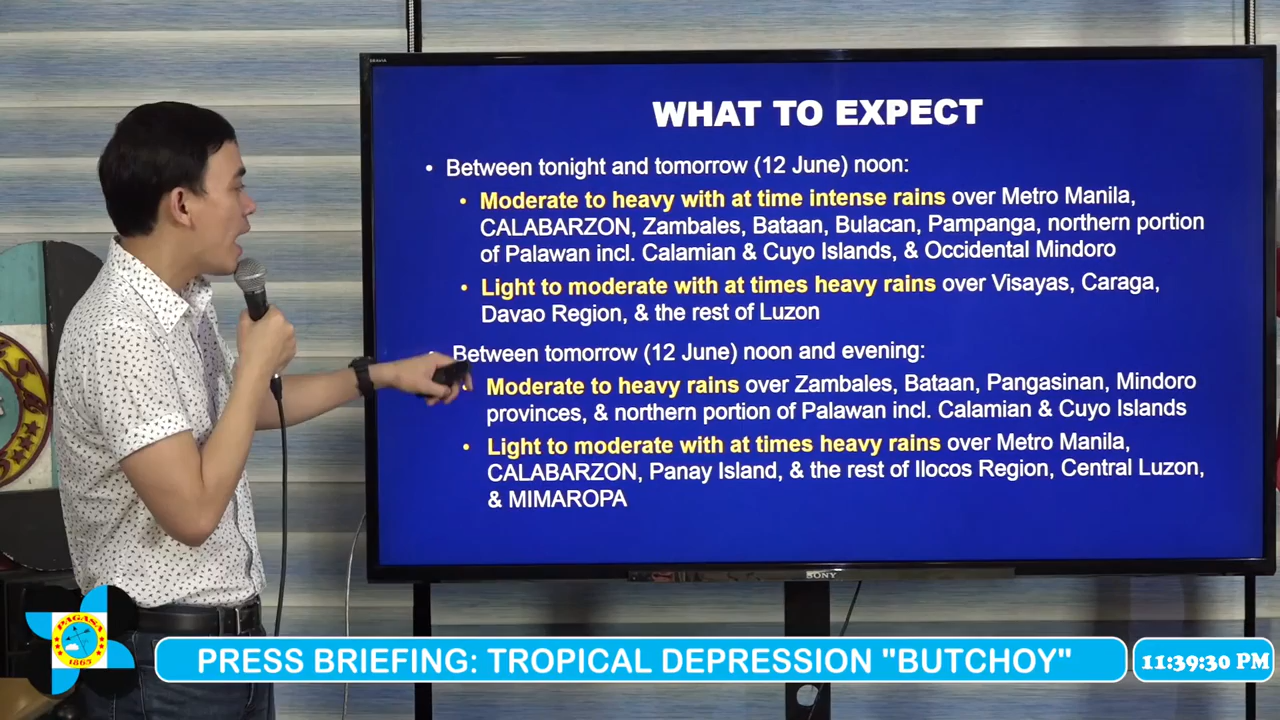 WHAT TO EXPECT
• Between tonight and tomorrow (12 June) noon:
• Moderate to heavy with at time intense rains over Metro Manila,
CALABARZON, Zambales, Bataan, Bulacan, Pampanga, northern portion
of Palawan incl. Calamian & Cuyo Islands, & Occidental Mindoro
• Light to moderate with at times heavy rains over Visayas, Caraga,
Davao Region, & the rest of Luzon
Between tomorrow (12 June) noon and evening:
Moderate to heavy rains over Zambales, Bataan, Pangasinan, Mindoro
provinces, & northern portion of Palawan incl. Calamian & Cuyo Islands
• Light to moderate with at times heavy rains over Metro Manila,
CALABARZON, Panay Island, & the rest of Ilocos Region, Central Luzon,
& MIMAROPA
SONY
PAGASA
1865
PRESS BRIEFING: TROPICAL DEPRESSION "BUTCHOY"
11:39:30 PM